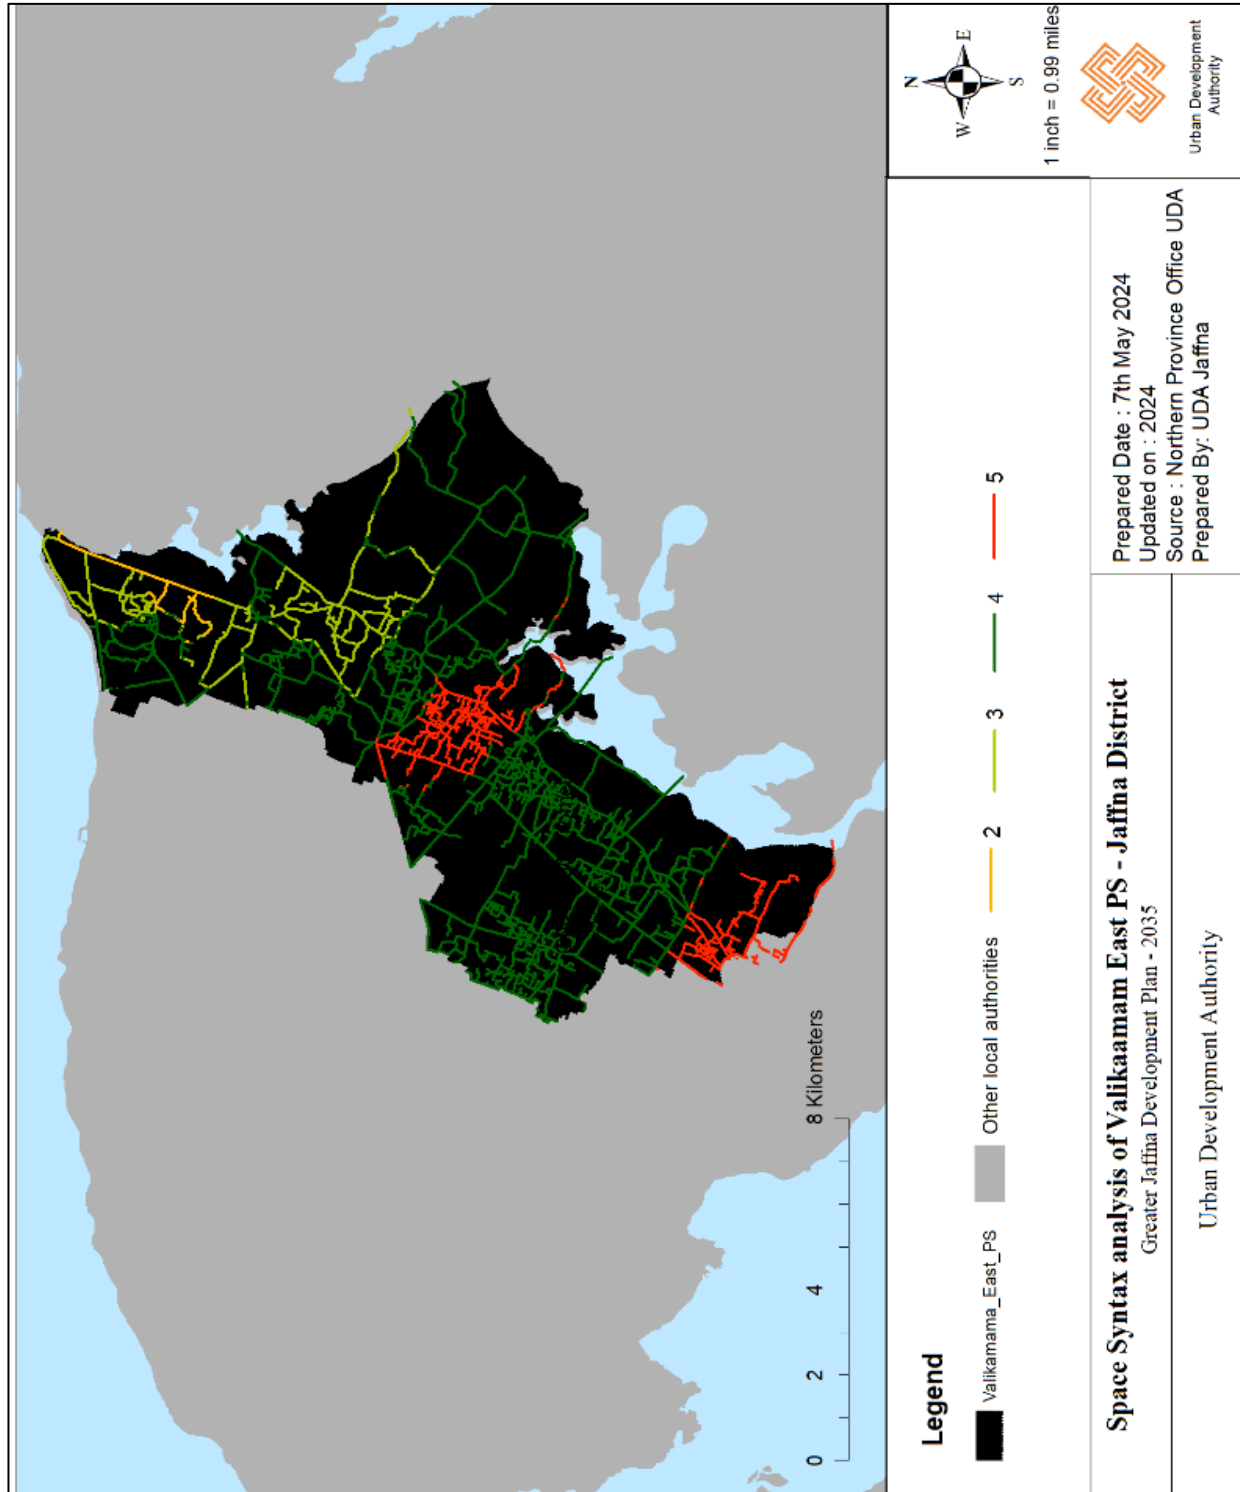 0 2 4 8 Kilometers
Legend
Valikamama_East_PS
Other local authorities
2
3
4
5
N
W E
S
1 inch = 0.99 miles
Urban Development
Authority
Space Syntax analysis of Valikaamam East PS - Jaffna District
Greater Jaffna Development Plan - 2035
Urban Development Authority
Prepared Date : 7th May 2024
Updated on : 2024
Source : Northern Province Office UDA
Prepared By: UDA Jaffna